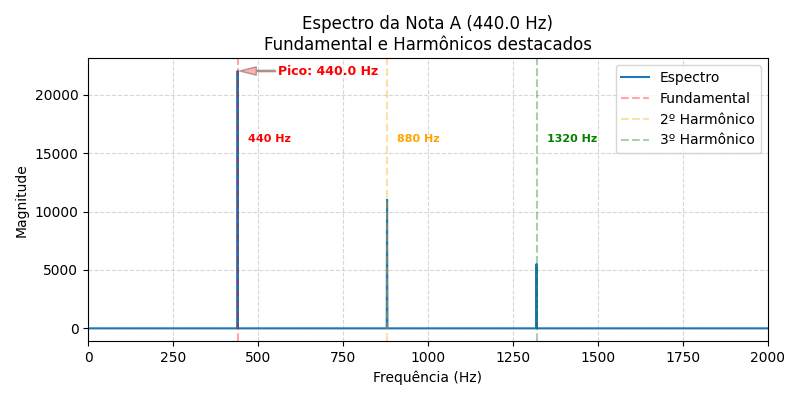 Espectro da Nota A (440.0 Hz)
Fundamental e Harmônicos destacados
Pico: 440.0 Hz
440 Hz
880 Hz
1320 Hz
Espectro
Fundamental
2º Harmônico
3º Harmônico
Magnitude
20000
15000
10000
5000
0
0 250 500 750 1000 1250 1500 1750 2000
Frequência (Hz)